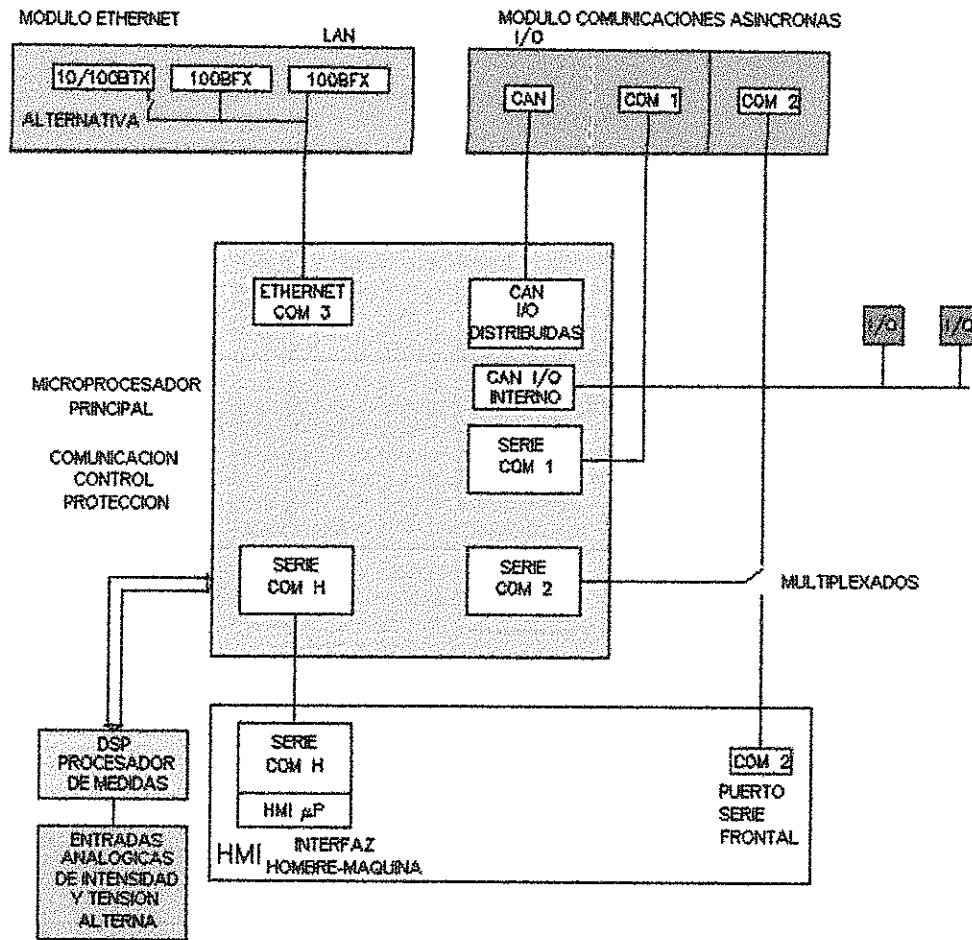 MODULO ETHERNET
LAN
10/100BTX
100BFX
100BFX
ALTERNATIVA
MODULO COMUNICACIONES ASINCRONAS
I/O
CAN
COM 1
COM 2
ETHERNET
COM 3
CAN
I/O
DISTRIBUIDAS
I/O
I/O
CAN I/O
INTERNO
MICROPROCESADOR
PRINCIPAL
COMUNICACION
CONTROL
PROTECCION
SERIE
COM 1
SERIE
COM H
SERIE
COM 2
MULTIPLEXADOS
DSP
PROCESADOR
DE MEDIDAS
SERIE
COM H
HMI µP
HMI
INTERFAZ
HOMBRE-MAQUINA
COM 2
PUERTO
SERIE
FRONTAL
ENTRADAS
ANALOGICAS
DE INTENSIDAD
Y TENSION
ALTERNA